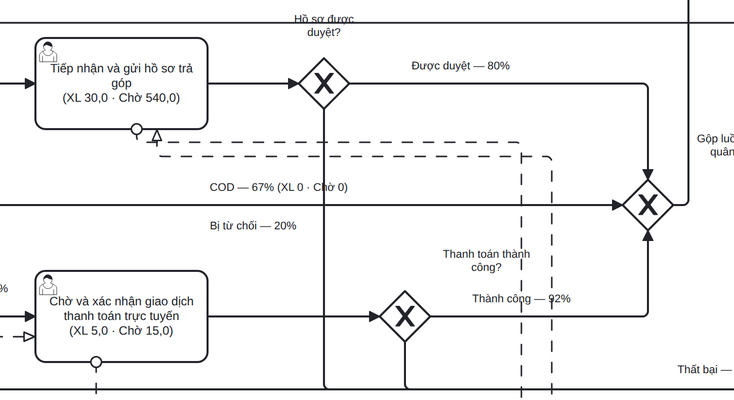 Hồ sơ được
duyệt?
Tiếp nhận và gửi hồ sơ trả
góp
(XL 30,0 · Chờ 540,0)
Được duyệt — 80%
Gộp luồ
quân
COD — 67% (XL 0 · Chờ 0)
Bị từ chối — 20%
Thanh toán thành
công?
%
Chờ và xác nhận giao dịch
thanh toán trực tuyến
(XL 5,0 · Chờ 15,0)
Thành công — 92%
Thất bại —